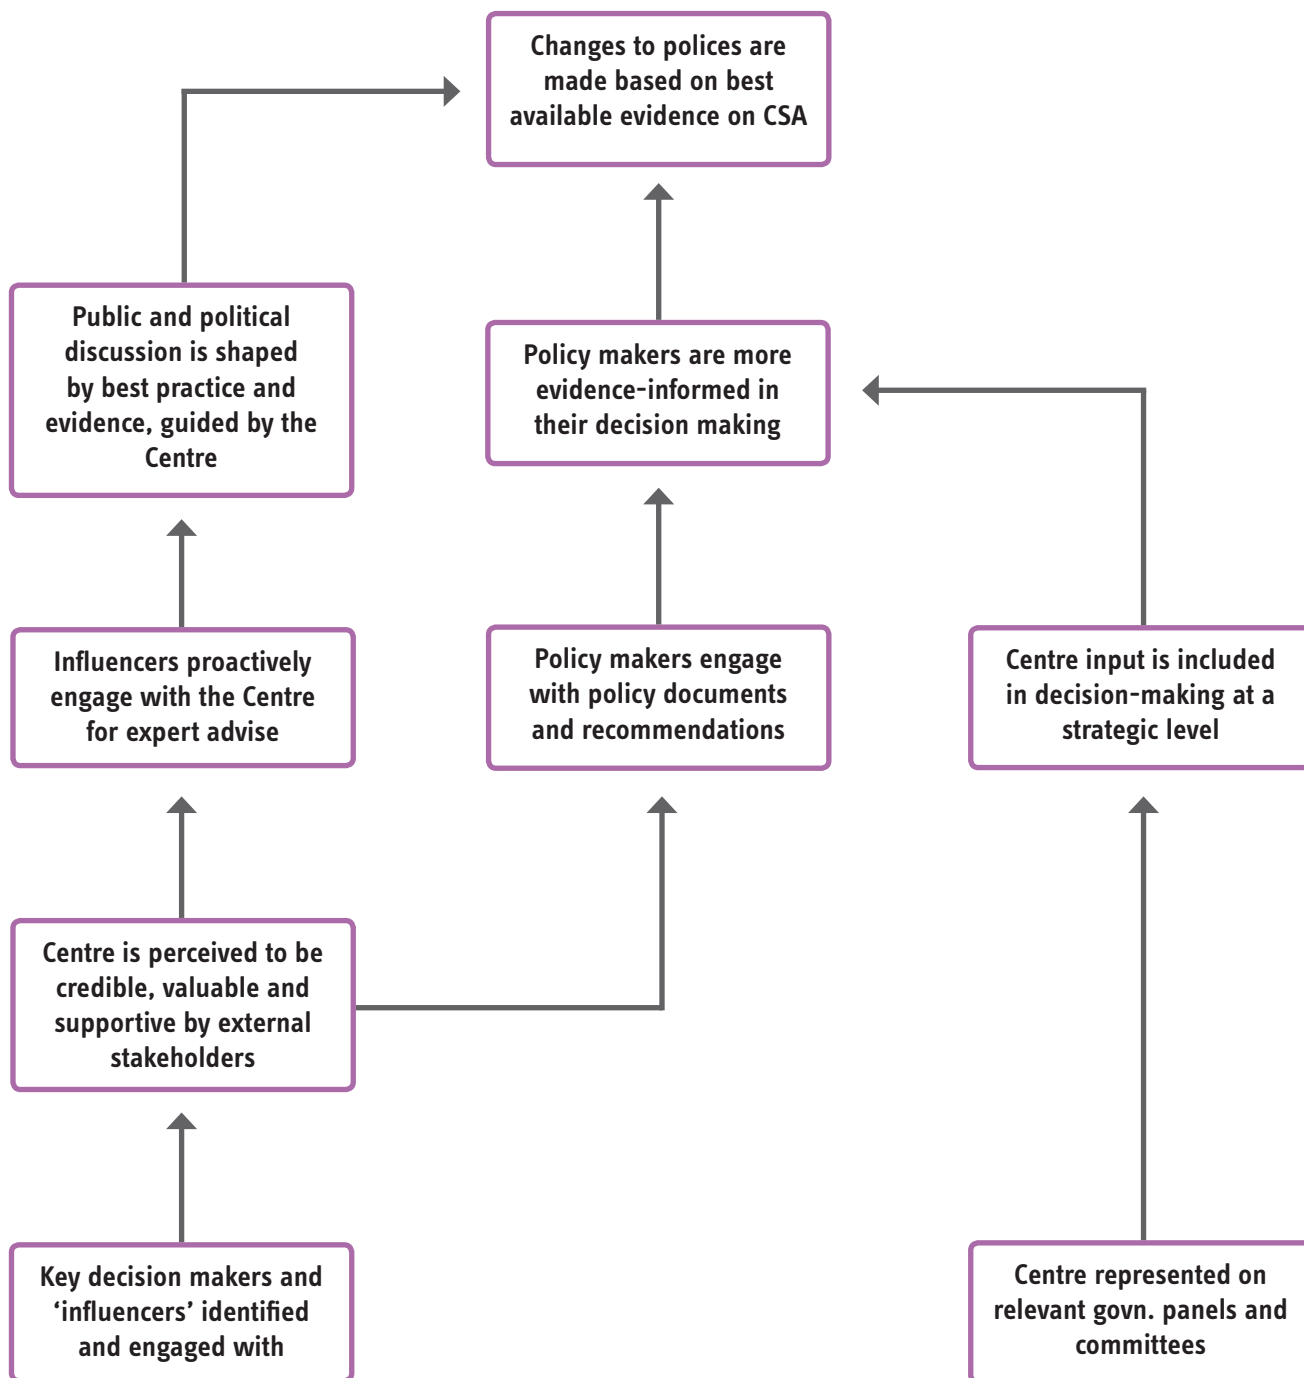 Changes to polices are
made based on best
available evidence on CSA
Public and political
discussion is shaped
by best practice and
evidence, guided by the
Centre
Policy makers are more
evidence-informed in
their decision making
Influencers proactively
engage with the Centre
for expert advise
Policy makers engage
with policy documents
and recommendations
Centre input is included
in decision-making at a
strategic level
Centre is perceived to be
credible, valuable and
supportive by external
stakeholders
Key decision makers and
‘influencers’ identified
and engaged with
Centre represented on
relevant govn. panels and
committees